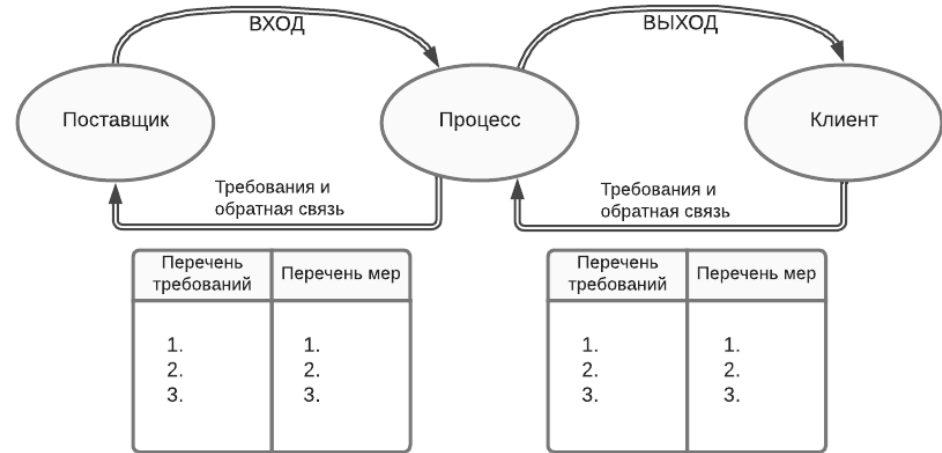 ВХОД
ВЫХОД
Поставщик
Процесс
Клиент
Требования и
обратная связь
Требования и
обратная связь
Перечень
требований
Перечень мер
1.
2.
3.
1.
2.
3.
Перечень
требований
Перечень мер
1.
2.
3.
1.
2.
3.